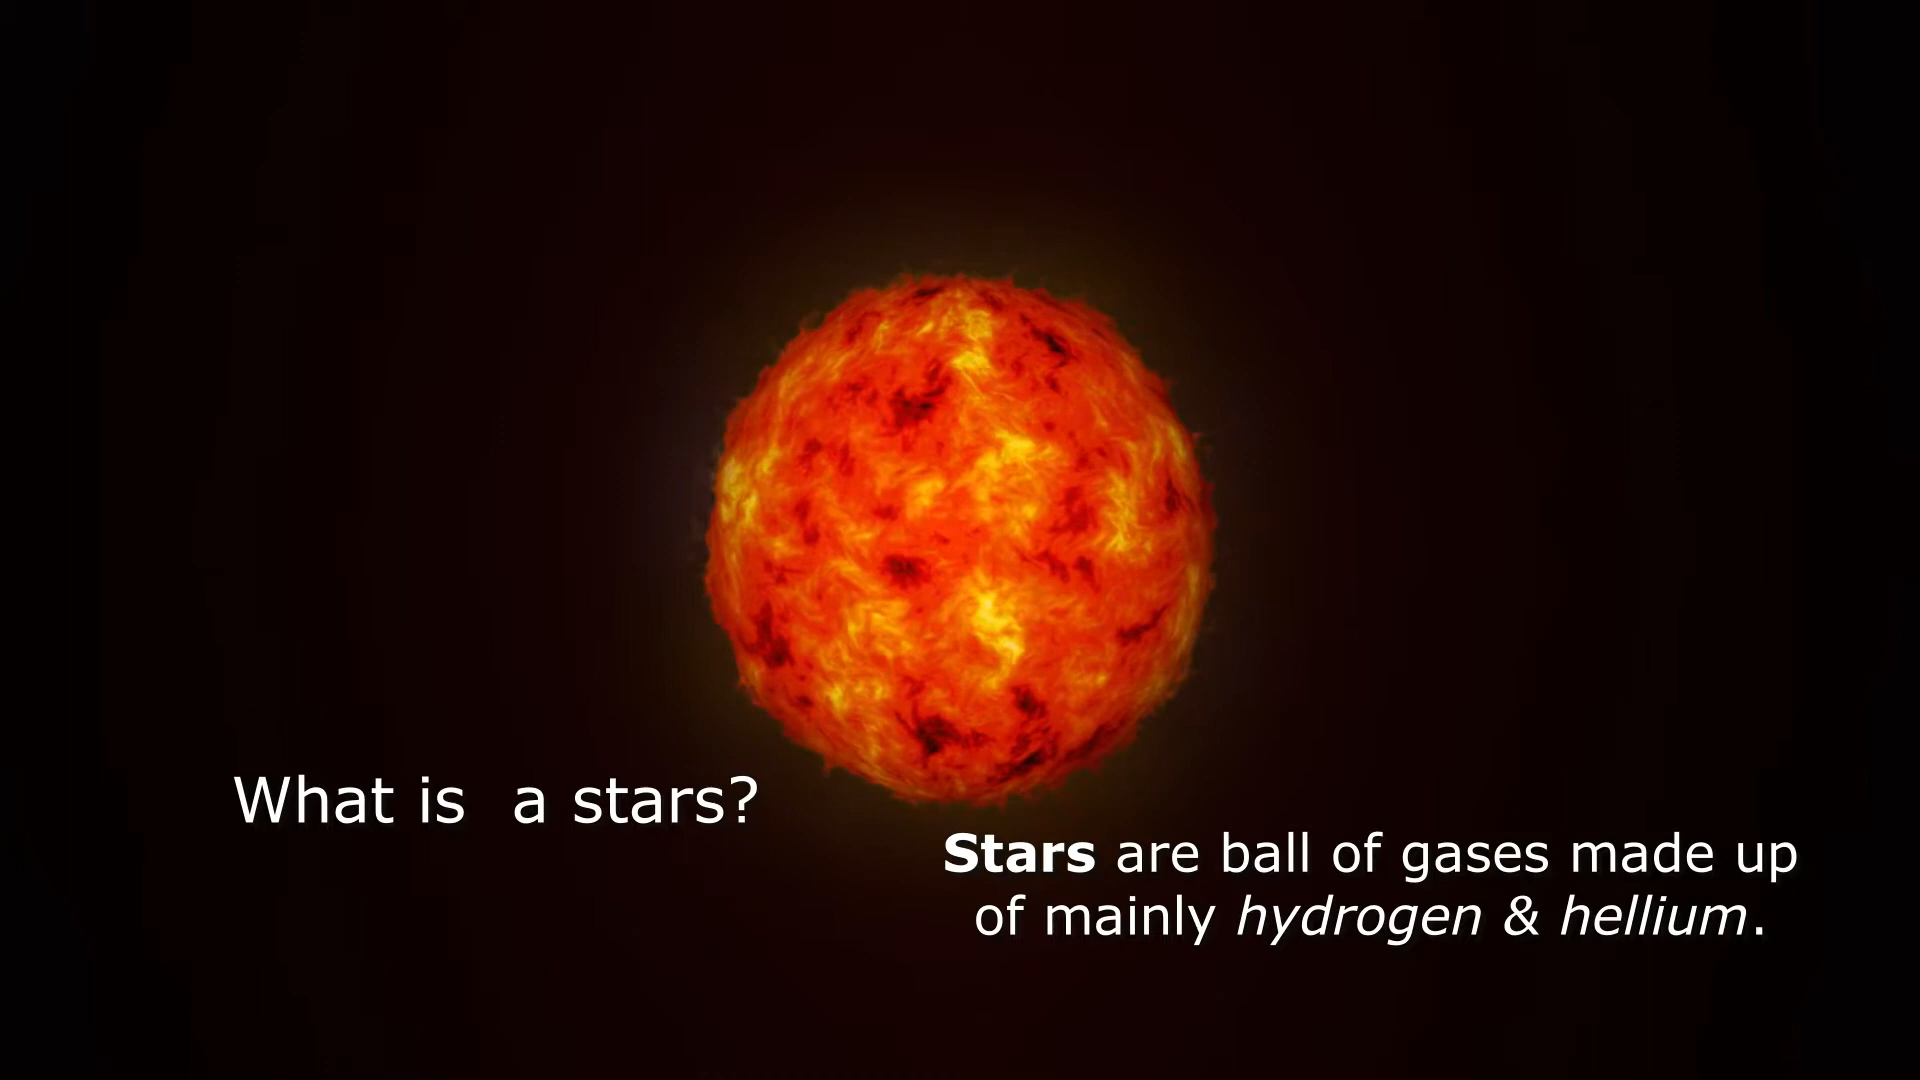 What is  a stars?
Stars are ball of gases made up
of mainly hydrogen & hellium.